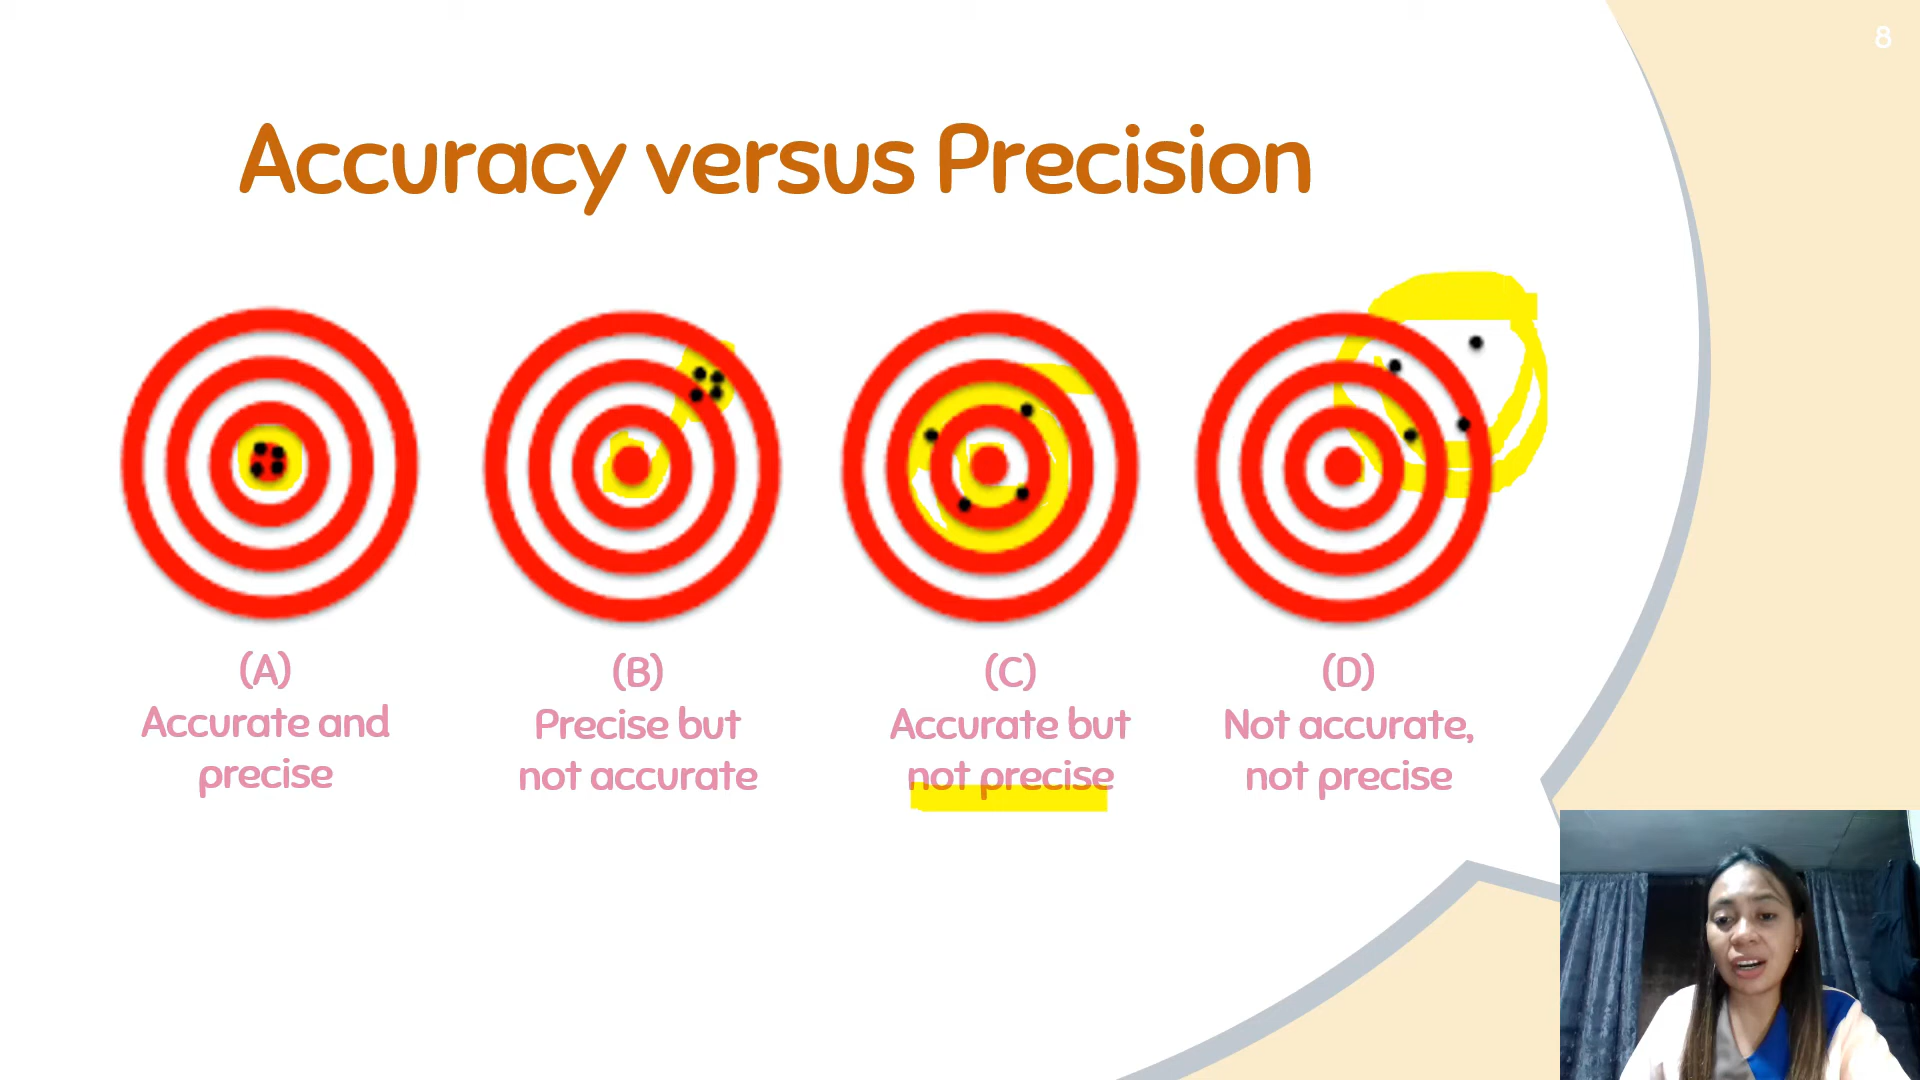 8
Accuracy versus Precision
(A)
Accurate and
precise
(B)
Precise but
not accurate
(C)
Accurate but
not precise
(D)
Not accurate,
not precise